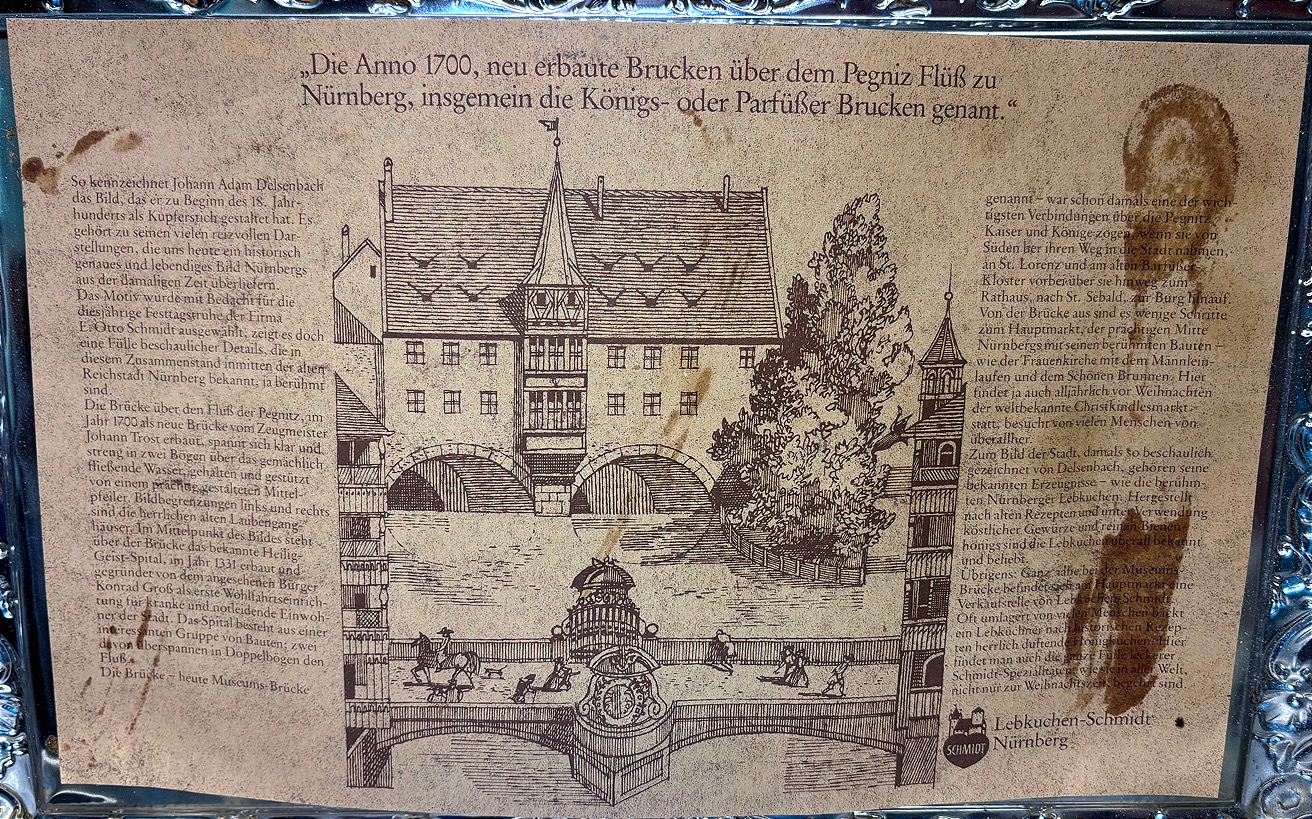 „Die Anno 1700, neu erbaute Brucken über dem Pegniz Flüß zu
Nürnberg, insgemein die Königs- oder Parfüßer Brucken genant.“
So kennzeichnet Johann Adam Delsenbach
das Bild, das er zu Beginn des 18. Jahr-
hunderts als Kupferstich gestaltet hat. Es
gehört zu seinen vielen reizvollen Dar-
stellungen, die uns heute ein historisch
genaues und lebendiges Bild Nürnbergs
aus der damaligen Zeit überliefern.
Das Motiv wurde mit Bedacht für die
diesjährige Festtagstruhe der Firma
E. Otto Schmidt ausgewählt, zeigt es doch
eine Fülle beschaulicher Details, die in
diesem Zusammenstand inmitten der alten
Reichstadt Nürnberg bekannt, ja berühmt
sind.
Die Brücke über den Fluß der Pegnitz, im
Jahr 1700 als neue Brücke vom Zeugmeister
Johann Trost erbaut, spannt sich klar und
streng in zwei Bögen über das gemächlich
fließende Wasser, gehalten und gestützt
von einem prächtig gestalteten Mittel-
pfeiler. Bildbegrenzungen links und rechts
sind die herrlichen alten Laubengang-
häuser. Im Mittelpunkt des Bildes steht
über der Brücke das bekannte Heilig-
Geist-Spital, im Jahr 1331 erbaut und
gegründet von dem angesehenen Bürger
Konrad Groß als erste Wohlfahrtseinrich-
tung für kranke und notleidende Einwoh-
ner der Stadt. Das Spital besteht aus einer
interessanten Gruppe von Bauten; zwei
davon überspannen in Doppelbögen den
Fluß.
Die Brücke – heute Museums-Brücke
genannt – war schon damals eine der wich-
tigsten Verbindungen über die Pegnitz.
Kaiser und Könige zogen, wenn sie von
Süden her ihren Weg in die Stadt nahmen,
an St. Lorenz und am alten Barfüßer-
Kloster vorbei über sie hinweg zum
Rathaus, nach St. Sebald, zur Burg hinauf.
Von der Brücke aus sind es wenige Schritte
zum Hauptmarkt, der prächtigen Mitte
Nürnbergs mit seinen berühmten Bauten –
wie der Frauenkirche mit dem Männlein-
laufen und dem Schönen Brunnen. Hier
findet ja auch alljährlich vor Weihnachten
der weltbekannte Christkindlesmarkt
statt, besucht von vielen Menschen von
überallher.
Zum Bild der Stadt, damals so beschaulich
gezeichnet von Delsenbach, gehören seine
bekannten Erzeugnisse – wie die berühm-
ten Nürnberger Lebkuchen. Hergestellt
nach alten Rezepten und unter Verwendung
köstlicher Gewürze und reinen Bienen-
honigs sind die Lebkuchen überall bekannt
und beliebt.
Übrigens: Ganz nahe bei der Museums-
Brücke befindet sich am Hauptmarkt eine
Verkaufstelle von Lebkuchen-Schmidt.
Oft umlagert von vielen Menschen bäckt
ein Lebküchner nach historischen Rezep-
ten herrlich duftende Honigkuchen. Hier
findet man auch die ganze Fülle leckerer
Schmidt-Spezialitäten, wie sie in aller Welt,
nicht nur zur Weihnachtszeit, begehrt sind.
SCHMIDT
Lebkuchen-Schmidt
Nürnberg